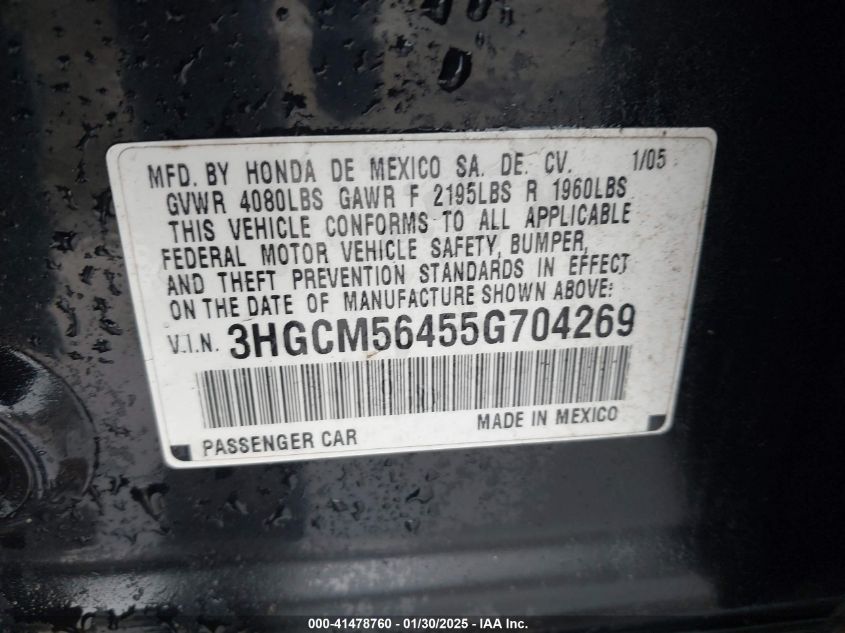 MFD. BY HONDA DE MEXICO SA. DE. CV. 1/05
GVWR 4080LBS GAWR F 2195LBS R 1960LBS
THIS VEHICLE CONFORMS TO ALL APPLICABLE
FEDERAL MOTOR VEHICLE SAFETY, BUMPER,
AND THEFT PREVENTION STANDARDS IN EFFECT
ON THE DATE OF MANUFACTURE SHOWN ABOVE:
V.I.N. 3HGCM56455G704269
PASSENGER CAR MADE IN MEXICO
000-41478760 - 01/30/2025 - IAA Holdings, LLC.